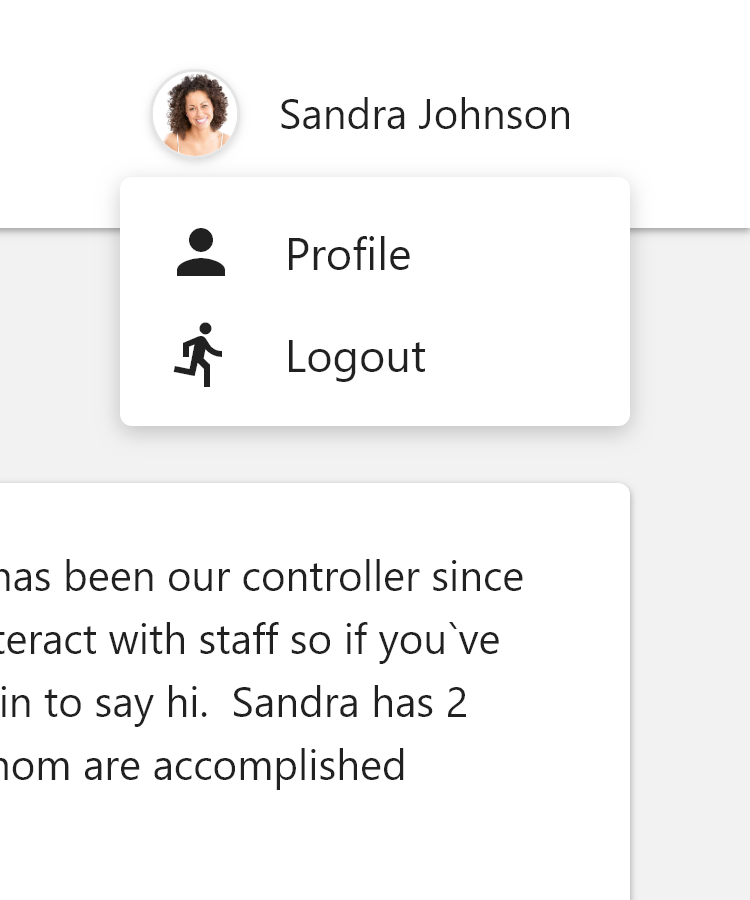 Sandra Johnson
Profile
Logout
has been our controller since
teract with staff so if you`ve
in to say hi.  Sandra has 2
nom are accomplished